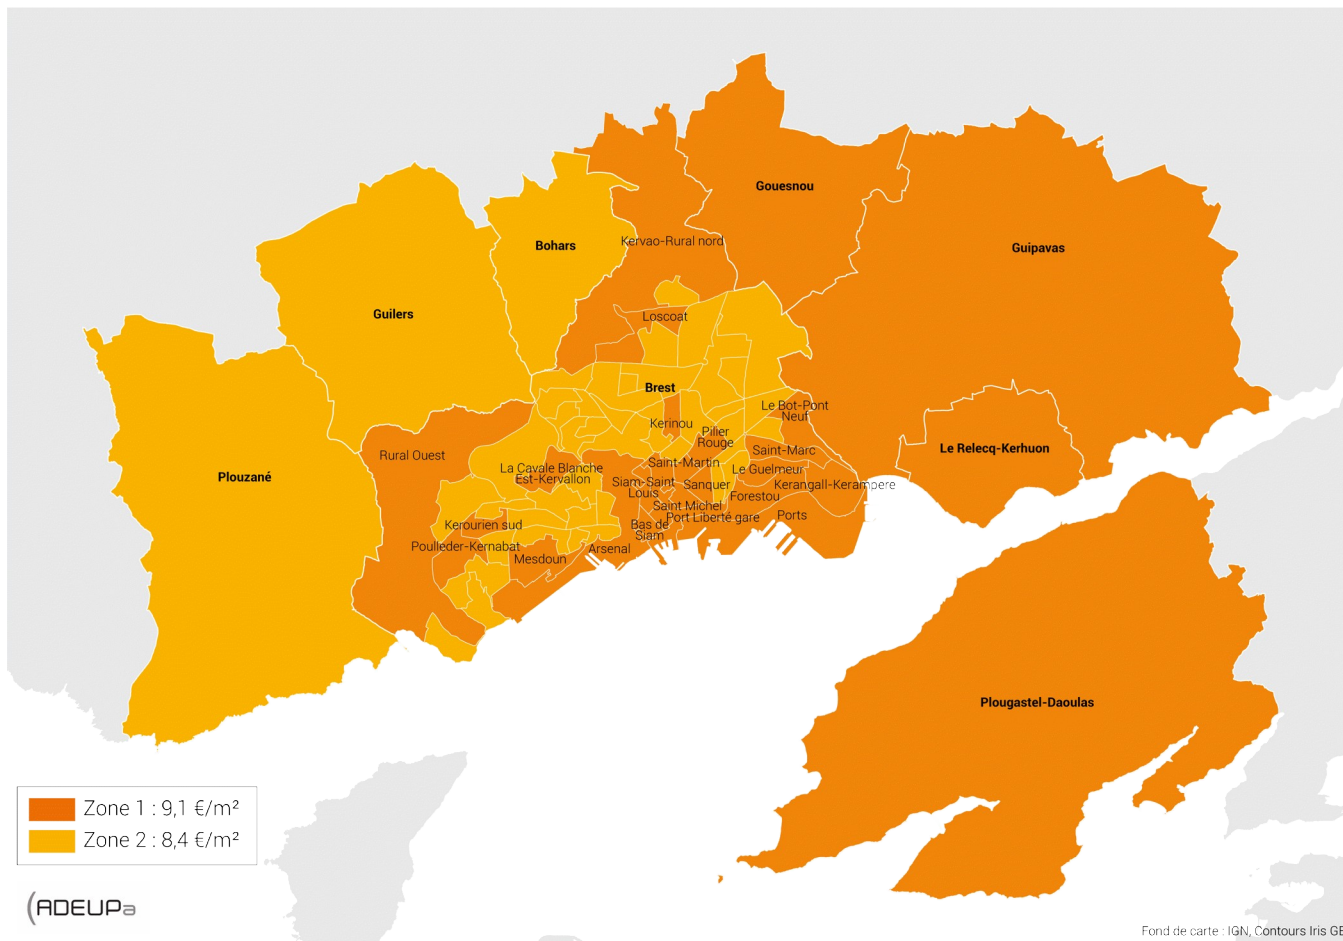 Gouesnou
Kervao-Rural nord
Bohars
Guipavas
Guilers
Loscoat
Brest
Le Bot-Pont
Neuf
Kerinou
Pilier
Rouge
Le Relecq-Kerhuon
Saint-Marc
Rural Ouest
Saint-Martin
La Cavale Blanche
Est-Kervallon
Le Guelmeur
Plouzané
Siam-Saint
Louis
Sanquer
Kerangall-Kerampere
Forestou
Saint Michel
Port Liberté gare
Ports
Kerourien sud
Bas de
Siam
Poulleder-Kernabat
Arsenal
Mesdoun
Plougastel-Daoulas
Zone 1 : 9,1 €/m²
Zone 2 : 8,4 €/m²
ADEUPa
Fond de carte : IGN, Contours Iris GE